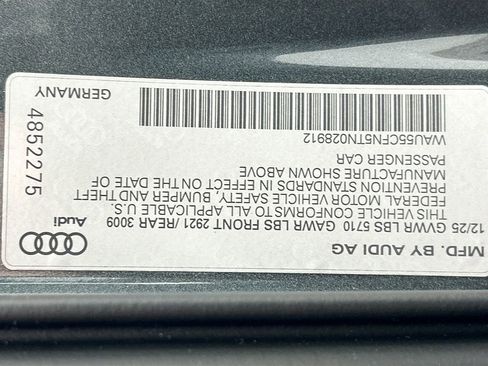 MFD. BY AUDI AG
12/25 GVWR LBS 5710 GAWR LBS FRONT 2921 /REAR 3009
THIS VEHICLE CONFORMS TO ALL APPLICABLE U.S.
FEDERAL MOTOR VEHICLE SAFETY, BUMPER AND THEFT
PREVENTION STANDARDS IN EFFECT ON THE DATE OF
MANUFACTURE SHOWN ABOVE
PASSENGER CAR
WAU55CFN5TN028912
Audi
4852275
GERMANY